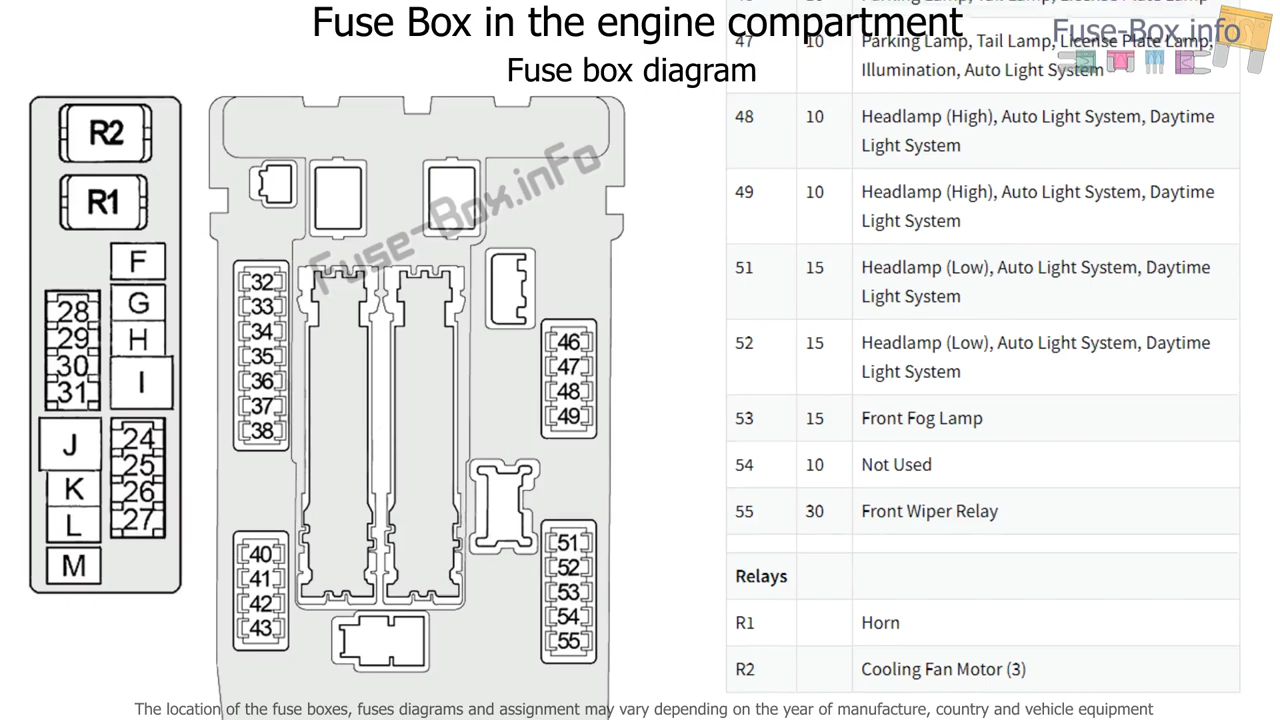 Fuse Box in the engine compartment
Fuse box diagram
Fuse-Box.info
R2
R1
F
G
H
I
28
29
30
31
J
K
L
M
24
25
26
27
Fuse-Box.info
32
33
34
35
36
37
38
40
41
42
43
46
47
48
49
51
52
53
54
55
47 10 Parking Lamp, Tail Lamp, License Plate Lamp,
Illumination, Auto Light System
48 10 Headlamp (High), Auto Light System, Daytime
Light System
49 10 Headlamp (High), Auto Light System, Daytime
Light System
51 15 Headlamp (Low), Auto Light System, Daytime
Light System
52 15 Headlamp (Low), Auto Light System, Daytime
Light System
53 15 Front Fog Lamp
54 10 Not Used
55 30 Front Wiper Relay
Relays
R1 Horn
R2 Cooling Fan Motor (3)
The location of the fuse boxes, fuses diagrams and assignment may vary depending on the year of manufacture, country and vehicle equipment